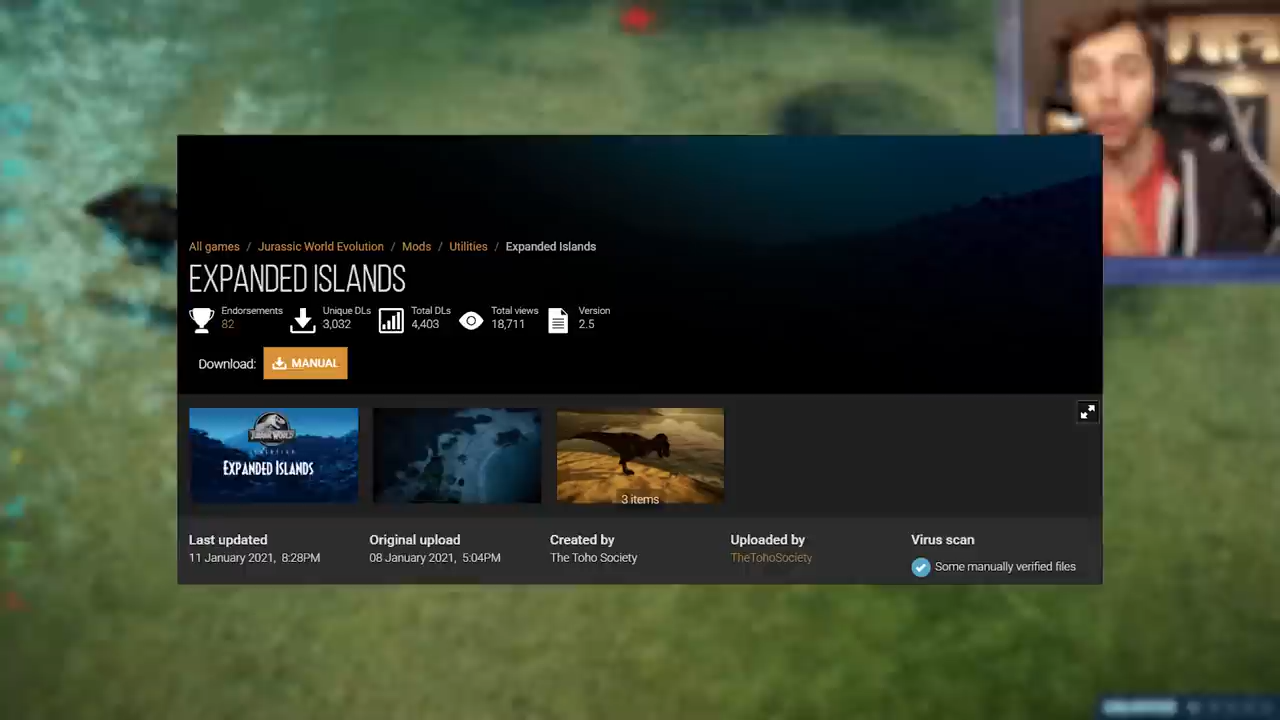 All games / Jurassic World Evolution / Mods / Utilities / Expanded Islands
EXPANDED ISLANDS
Endorsements
82
Unique DLs
3,032
Total DLs
4,403
Total views
18,711
Version
2.5
Download: MANUAL
JURASSIC WORLD
EVOLUTION
EXPANDED ISLANDS
3 items
Last updated
11 January 2021, 8:28PM
Original upload
08 January 2021, 5:04PM
Created by
The Toho Society
Uploaded by
TheTohoSociety
Virus scan
Some manually verified files